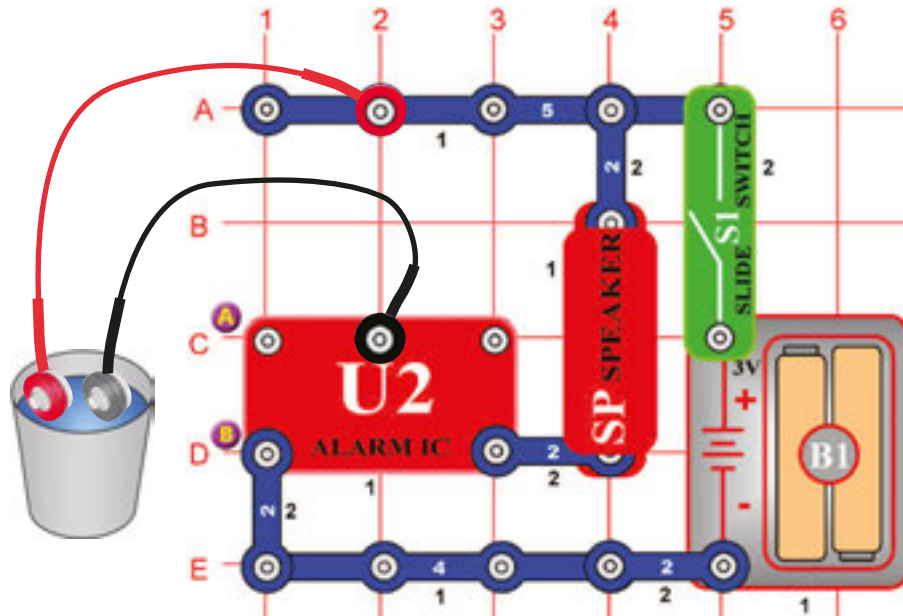 1 2 3 4 5 6
A 5
1
2 2
SLIDE S1 SWITCH 2
B
1
SP SPEAKER
A
C
U2
ALARM IC
3V
+
B1
-
B
D 2
1 2
2 2
E 4 2
1 2 1